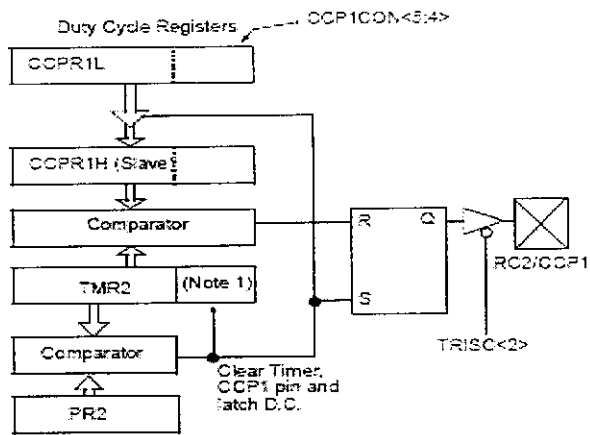 Duty Cycle Registers
CCP1CON<5:4>
CCPR1L
CCPR1H (Slave)
Comparator
R
Q
RC2/CCP1
TMR2
(Note 1)
S
TRISC<2>
Comparator
Clear Timer,
CCP1 pin and
latch D.C.
PR2